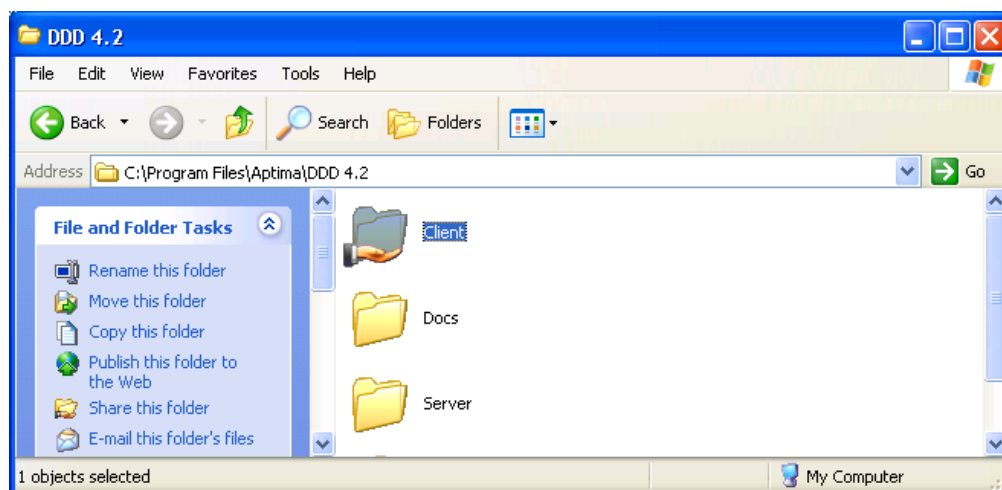 DDD 4.2
File Edit View Favorites Tools Help
Back Search Folders
Address C:\Program Files\Aptima\DDD 4.2 Go
File and Folder Tasks
Rename this folder
Move this folder
Copy this folder
Publish this folder to
the Web
Share this folder
E-mail this folder's files
Client
Docs
Server
1 objects selected My Computer